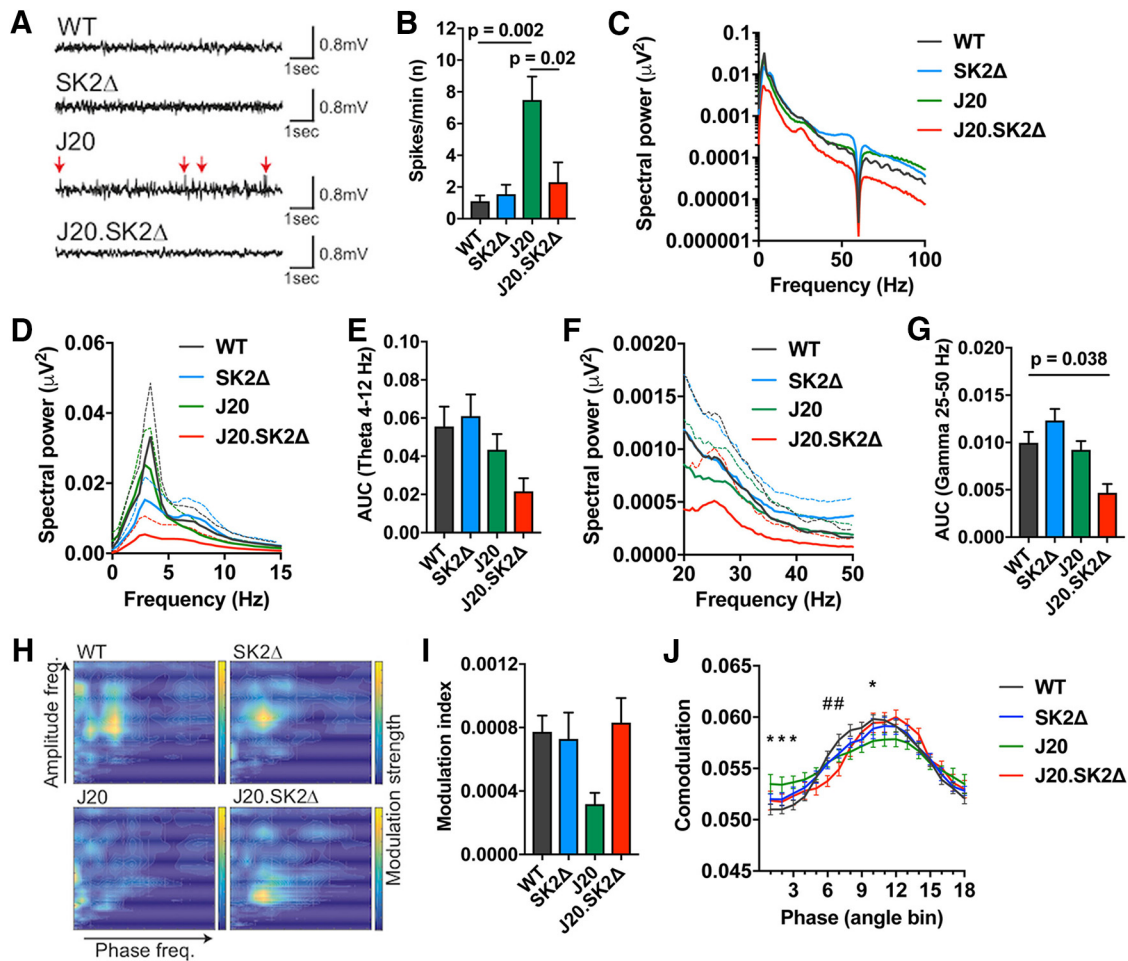 A
WT
0.8mV
1sec
SK2Δ
0.8mV
1sec
J20
0.8mV
1sec
J20.SK2Δ
0.8mV
1sec
B
Spikes/min (n)
12
10
8
6
4
2
0
p = 0.002
p = 0.02
WT
SK2Δ
J20
J20.SK2Δ
C
Spectral power (μV²)
0.1
0.01
0.001
0.0001
0.00001
0.000001
0 50 100
Frequency (Hz)
WT
SK2Δ
J20
J20.SK2Δ
D
Spectral power (μV²)
0.06
0.04
0.02
0.00
0 5 10 15
Frequency (Hz)
WT
SK2Δ
J20
J20.SK2Δ
E
AUC (Theta 4-12 Hz)
0.10
0.08
0.06
0.04
0.02
0.00
WT
SK2Δ
J20
J20.SK2Δ
F
Spectral power (μV²)
0.0020
0.0015
0.0010
0.0005
0.0000
20 30 40 50
Frequency (Hz)
WT
SK2Δ
J20
J20.SK2Δ
G
AUC (Gamma 25-50 Hz)
0.020
0.015
0.010
0.005
0.000
p = 0.038
WT
SK2Δ
J20
J20.SK2Δ
H
WT
SK2Δ
J20
J20.SK2Δ
Amplitude freq.
Phase freq.
Modulation strength
I
Modulation index
0.0012
0.0008
0.0004
0.0000
WT
SK2Δ
J20
J20.SK2Δ
J
Comodulation
0.065
0.060
0.055
0.050
0.045
***
##
*
3 6 9 12 15 18
Phase (angle bin)
WT
SK2Δ
J20
J20.SK2Δ